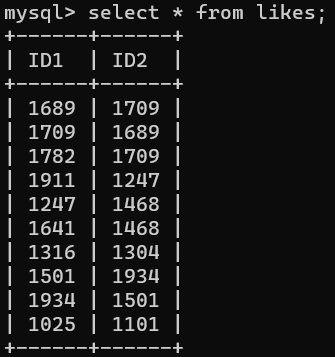 mysql> select * from likes;
+------+------+
| ID1  | ID2  |
+------+------+
| 1689 | 1709 |
| 1709 | 1689 |
| 1782 | 1709 |
| 1911 | 1247 |
| 1247 | 1468 |
| 1641 | 1468 |
| 1316 | 1304 |
| 1501 | 1934 |
| 1934 | 1501 |
| 1025 | 1101 |
+------+------+